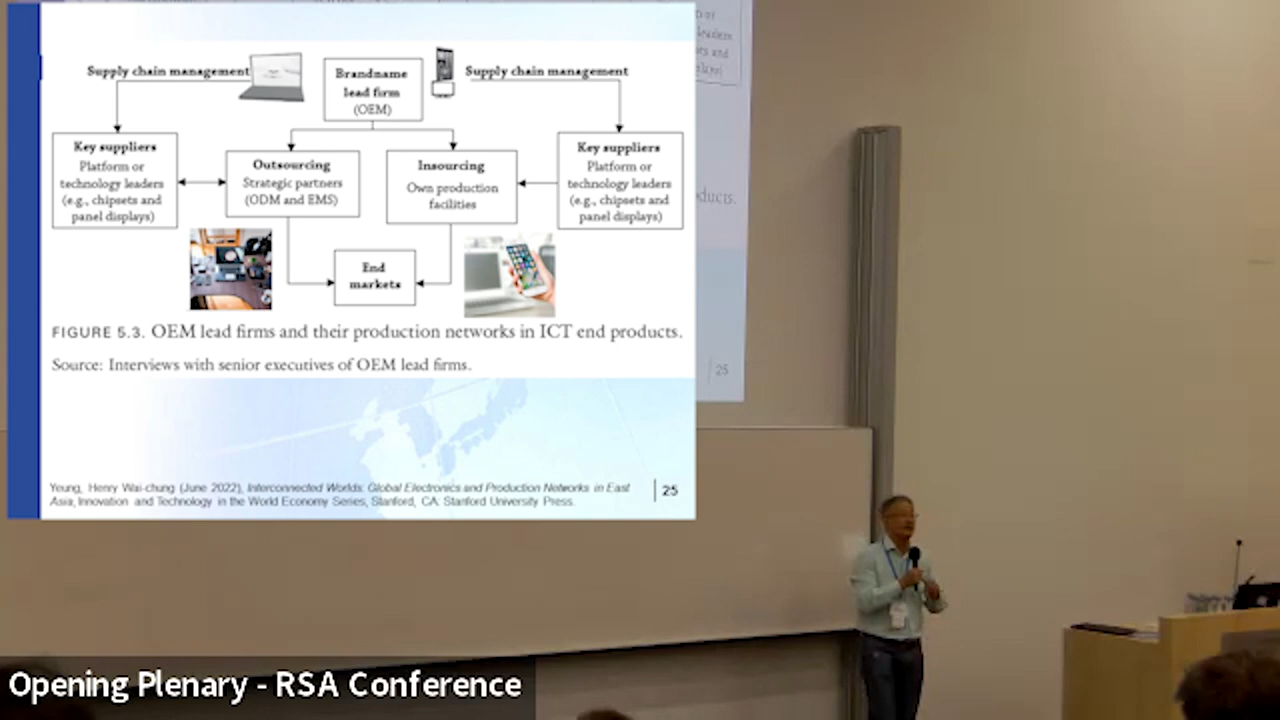 Supply chain management
Brandname
lead firm
(OEM)
Supply chain management
Key suppliers
Platform or
technology leaders
(e.g., chipsets and
panel displays)
Outsourcing
Strategic partners
(ODM and EMS)
Insourcing
Own production
facilities
Key suppliers
Platform or
technology leaders
(e.g., chipsets and
panel displays)
End
markets
FIGURE 5.3. OEM lead firms and their production networks in ICT end products.
Source: Interviews with senior executives of OEM lead firms.
Yeung, Henry Wai-chung (June 2022), Interconnected Worlds: Global Electronics and Production Networks in East
Asia, Innovation and Technology in the World Economy Series, Stanford, CA: Stanford University Press.
25
ducts.
25
Opening Plenary - RSA Conference